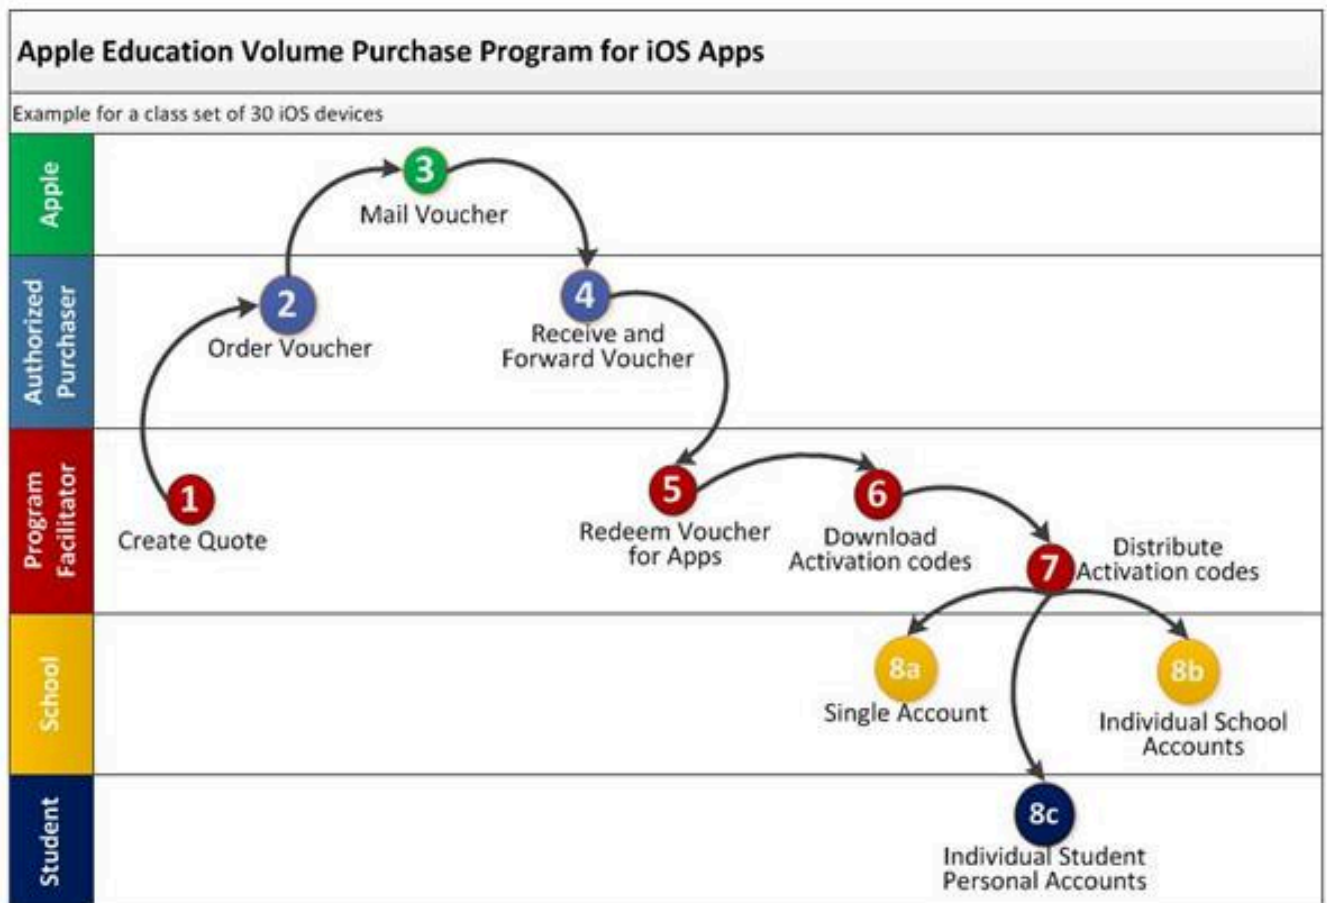 Apple Education Volume Purchase Program for iOS Apps
Example for a class set of 30 iOS devices
Apple
3
Mail Voucher
Authorized
Purchaser
2
Order Voucher
4
Receive and
Forward Voucher
Program
Facilitator
1
Create Quote
5
Redeem Voucher
for Apps
6
Download
Activation codes
7
Distribute
Activation codes
School
8a
Single Account
8b
Individual School
Accounts
Student
8c
Individual Student
Personal Accounts